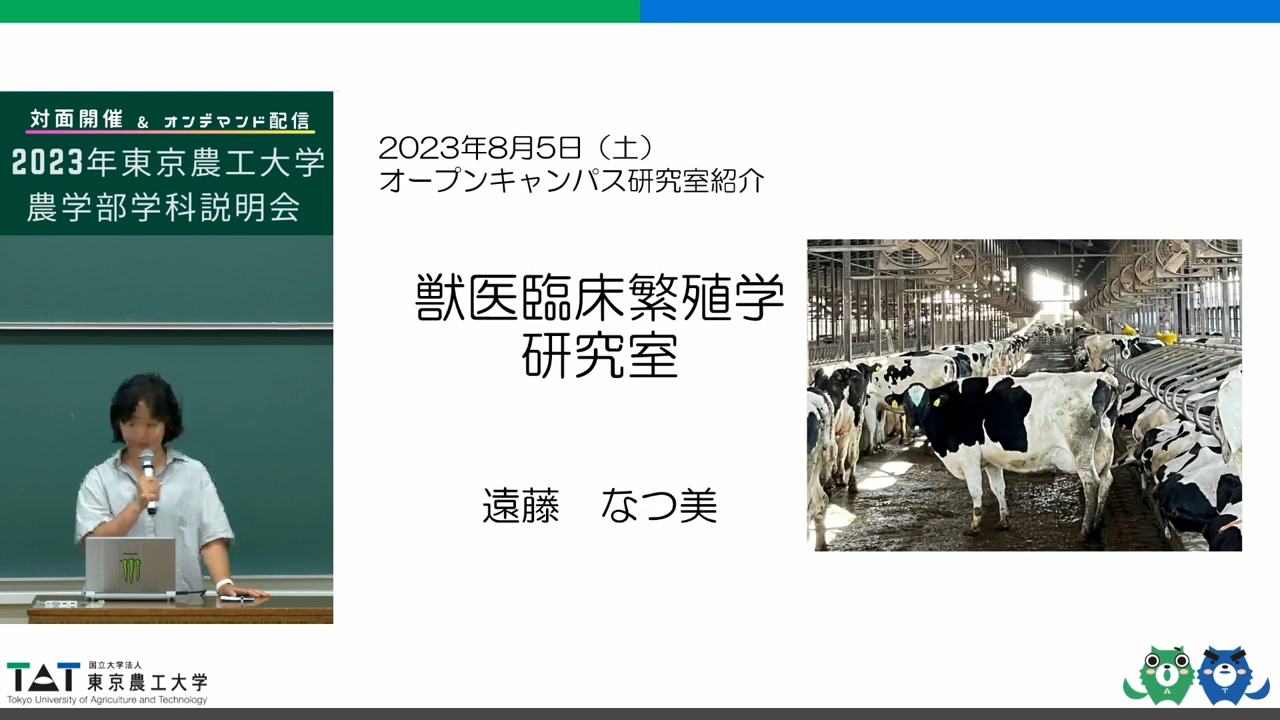 対面開催 & オンデマンド配信
2023年東京農工大学
農学部学科説明会
2023年8月5日（土）
オープンキャンパス研究室紹介
獣医臨床繁殖学
研究室
遠藤　なつ美
TAT
国立大学法人
東京農工大学
Tokyo University of Agriculture and Technology
A
T